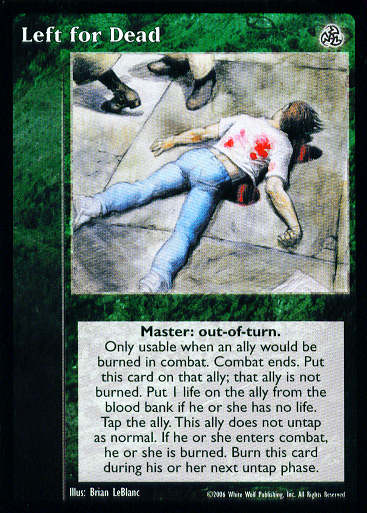 Left for Dead
Master: out-of-turn.
Only usable when an ally would be
burned in combat. Combat ends. Put
this card on that ally; that ally is not
burned. Put 1 life on the ally from the
blood bank if he or she has no life.
Tap the ally. This ally does not untap
as normal. If he or she enters combat,
he or she is burned. Burn this card
during his or her next untap phase.
Illus: Brian LeBlanc
©2006 White Wolf Publishing, Inc. All Rights Reserved